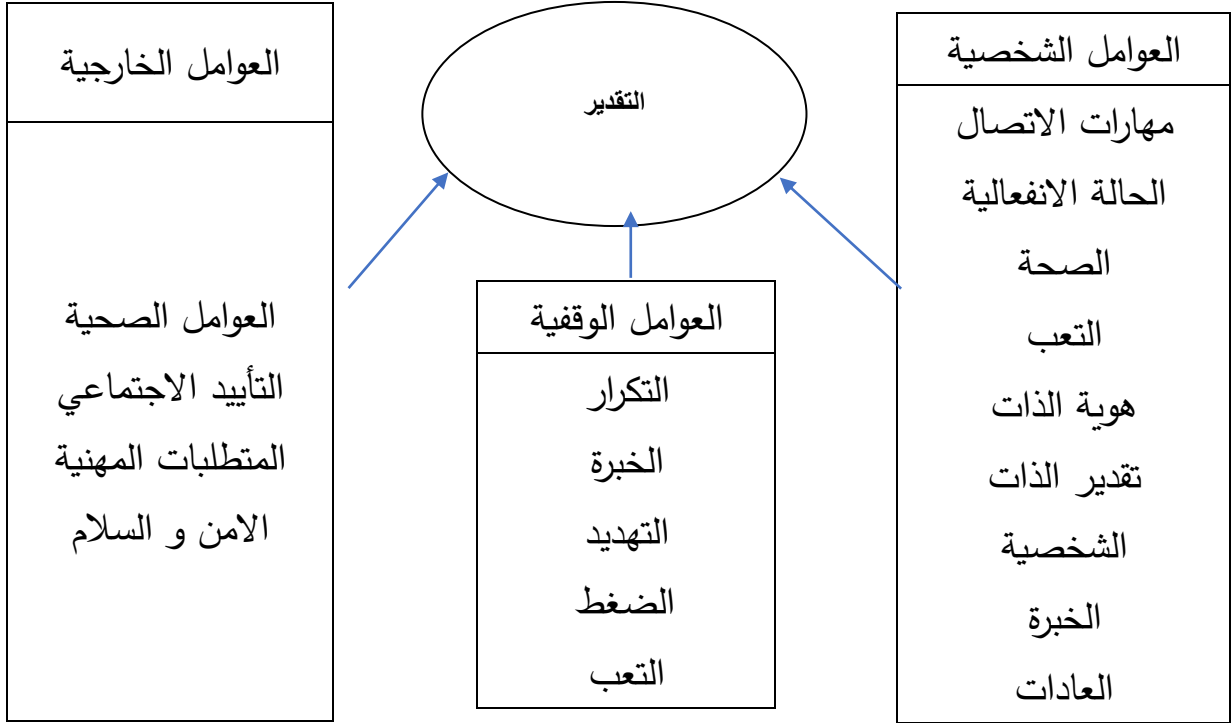 العوامل الشخصية
مهارات الاتصال
الحالة الانفعالية
الصحة
التعب
هوية الذات
تقدير الذات
الشخصية
الخبرة
العادات
التقدير
العوامل الوقفية
التكرار
الخبرة
التهديد
الضغط
التعب
العوامل الخارجية
العوامل الصحية
التأييد الاجتماعي
المتطلبات المهنية
الامن و السلام